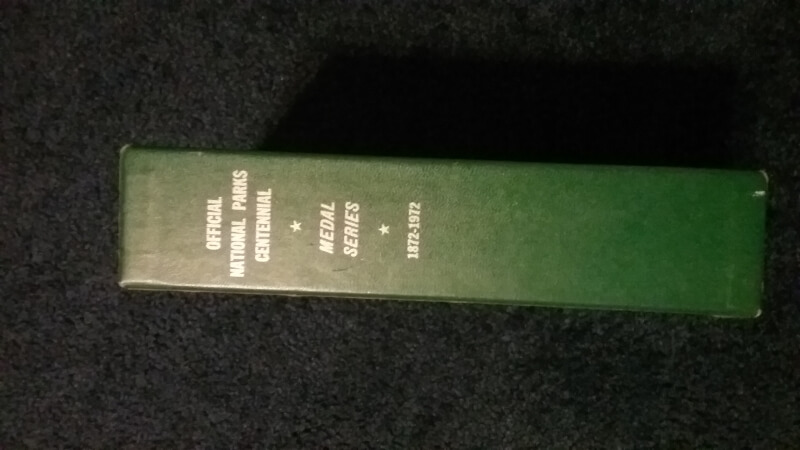 OFFICIAL
NATIONAL PARKS
CENTENNIAL
★
MEDAL
SERIES
★
1872-1972